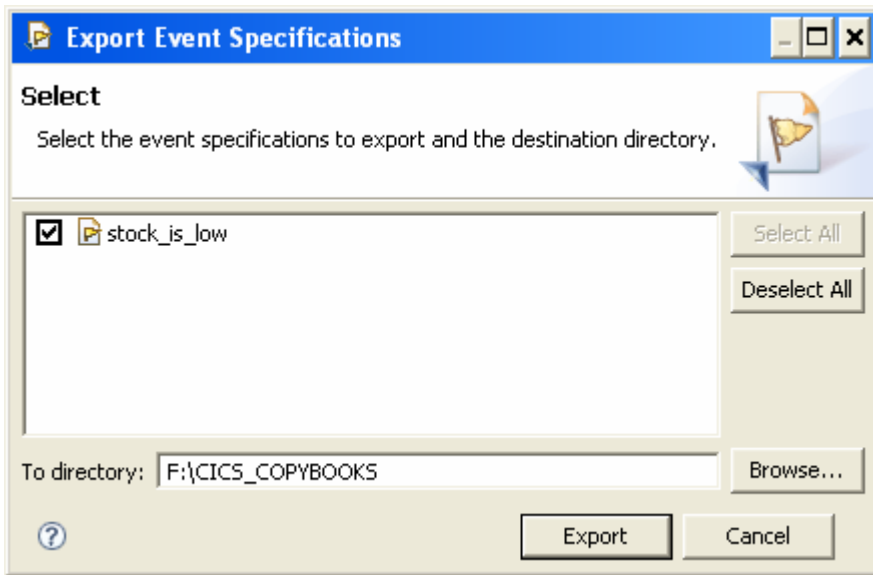 Export Event Specifications
Select
Select the event specifications to export and the destination directory.
stock_is_low
Select All
Deselect All
To directory: F:\CICS_COPYBOOKS Browse...
? Export Cancel